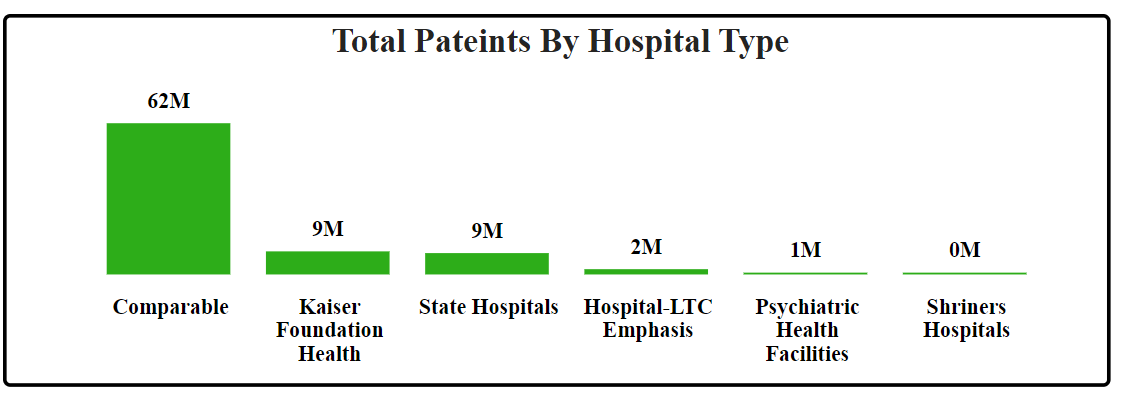 Total Pateints By Hospital Type
62M
9M
9M
2M
1M
0M
Comparable
Kaiser
Foundation
Health
State Hospitals
Hospital-LTC
Emphasis
Psychiatric
Health
Facilities
Shriners
Hospitals